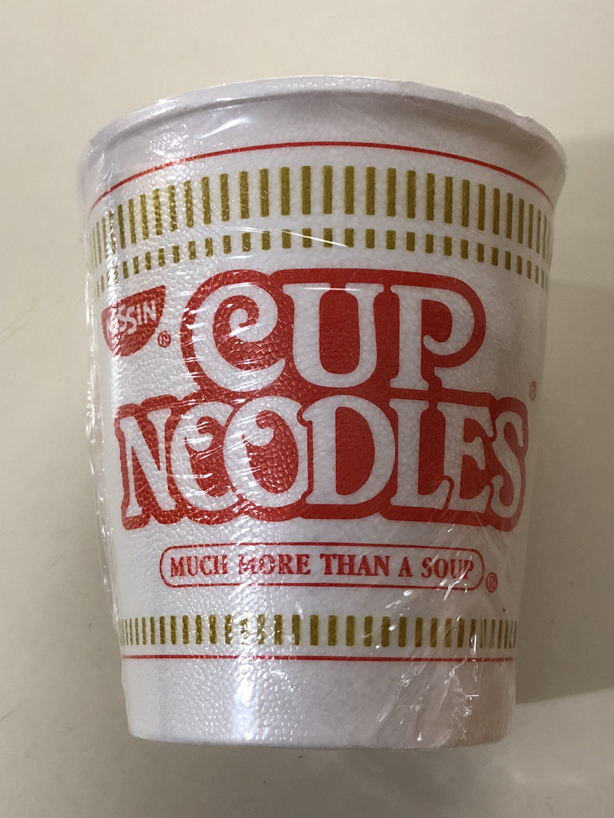 NISSIN
®
CUP
NOODLES
®
MUCH MORE THAN A SOUP
®